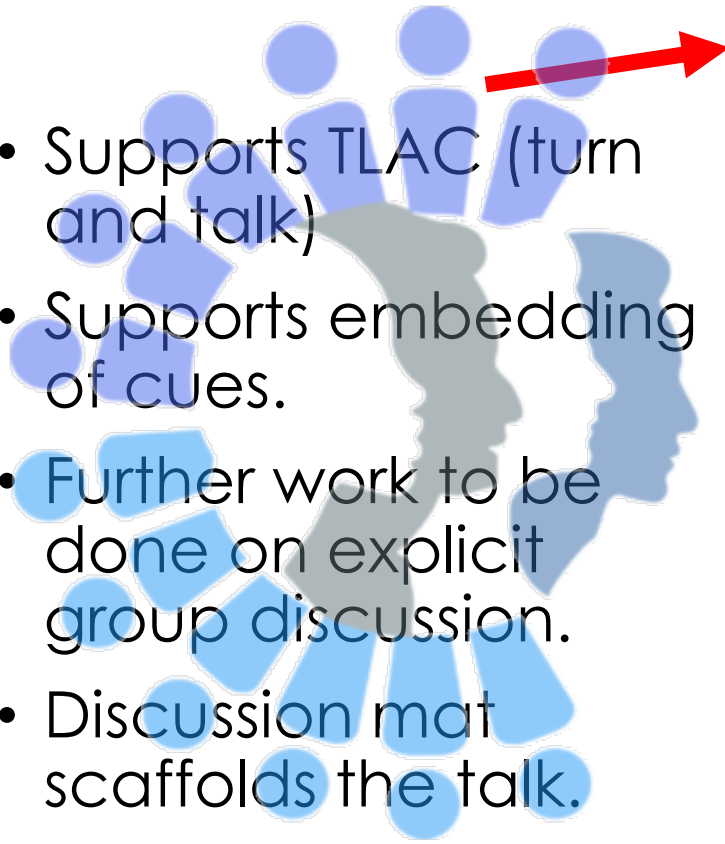 • Supports TLAC (turn
and talk)
• Supports embedding
of cues.
• Further work to be
done on explicit
group discussion.
• Discussion mat
scaffolds the talk.